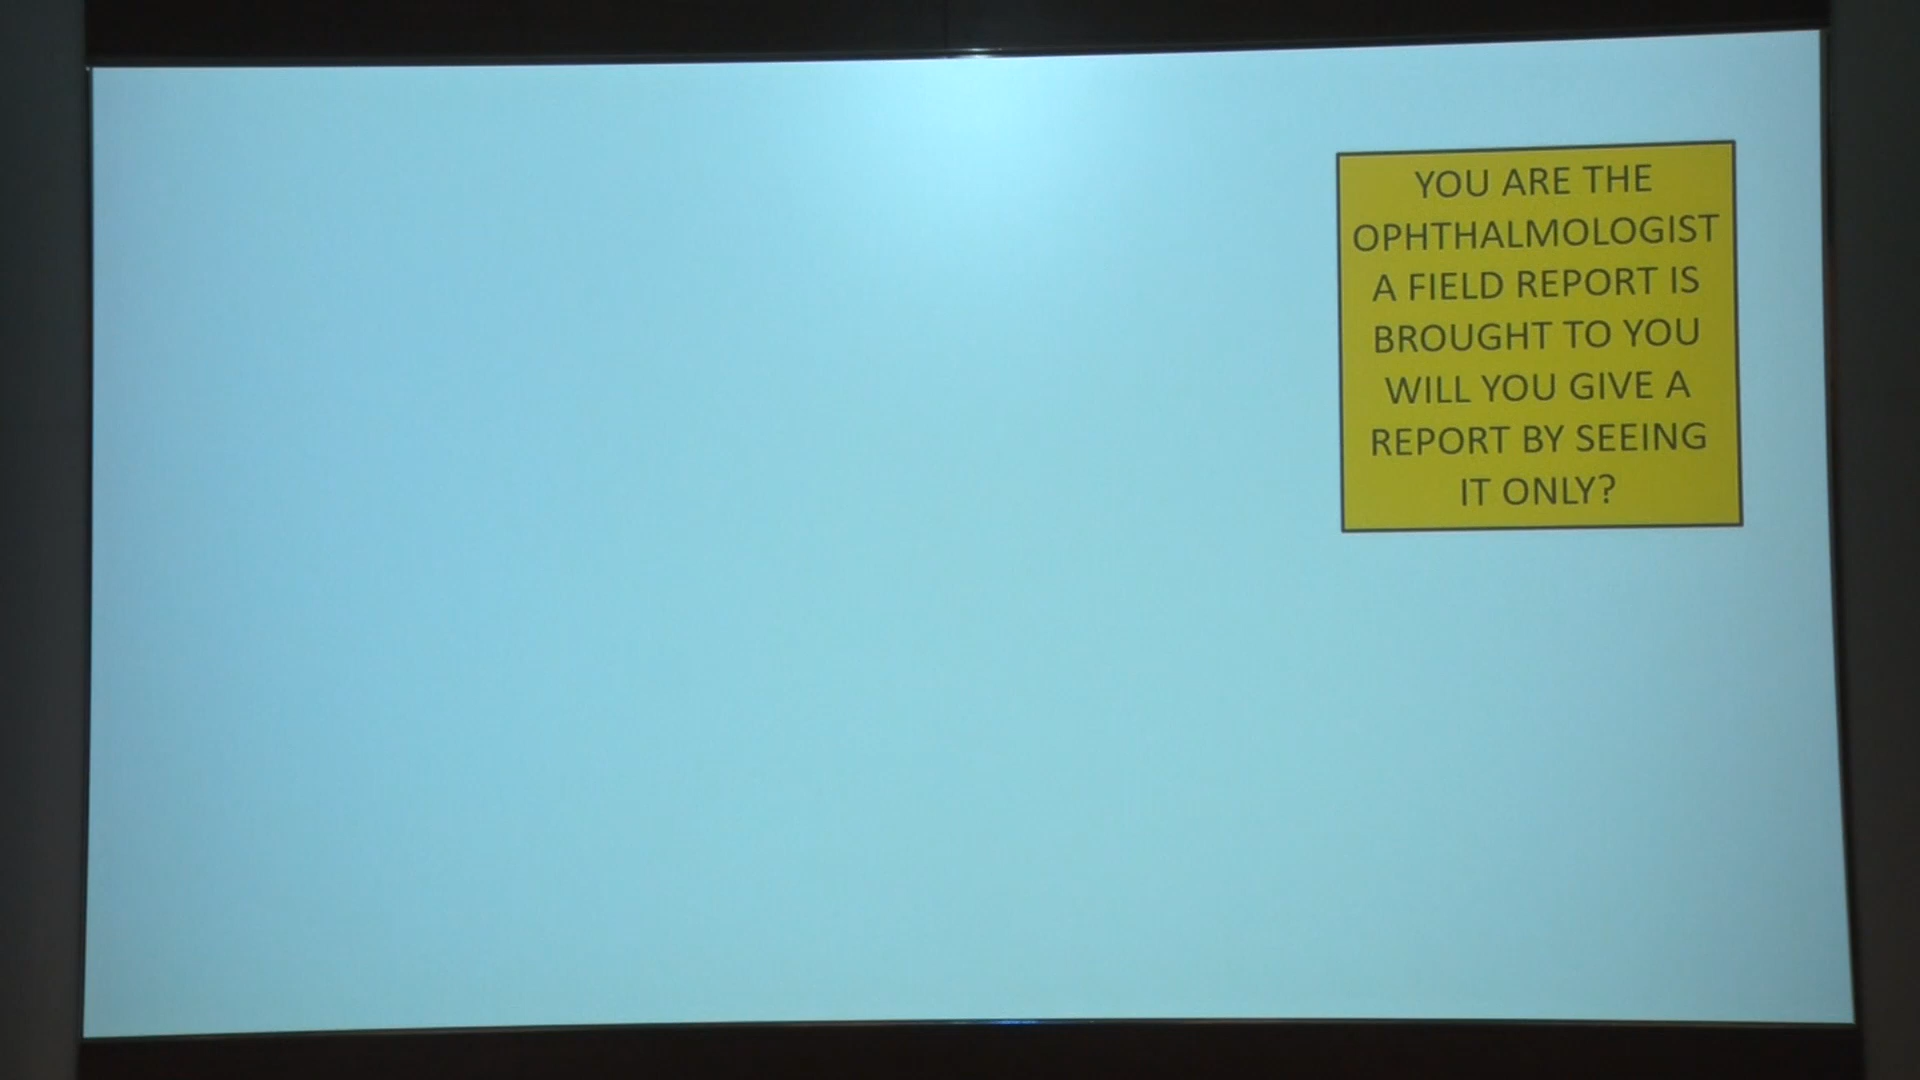 YOU ARE THE
OPHTHALMOLOGIST
A FIELD REPORT IS
BROUGHT TO YOU
WILL YOU GIVE A
REPORT BY SEEING
IT ONLY?